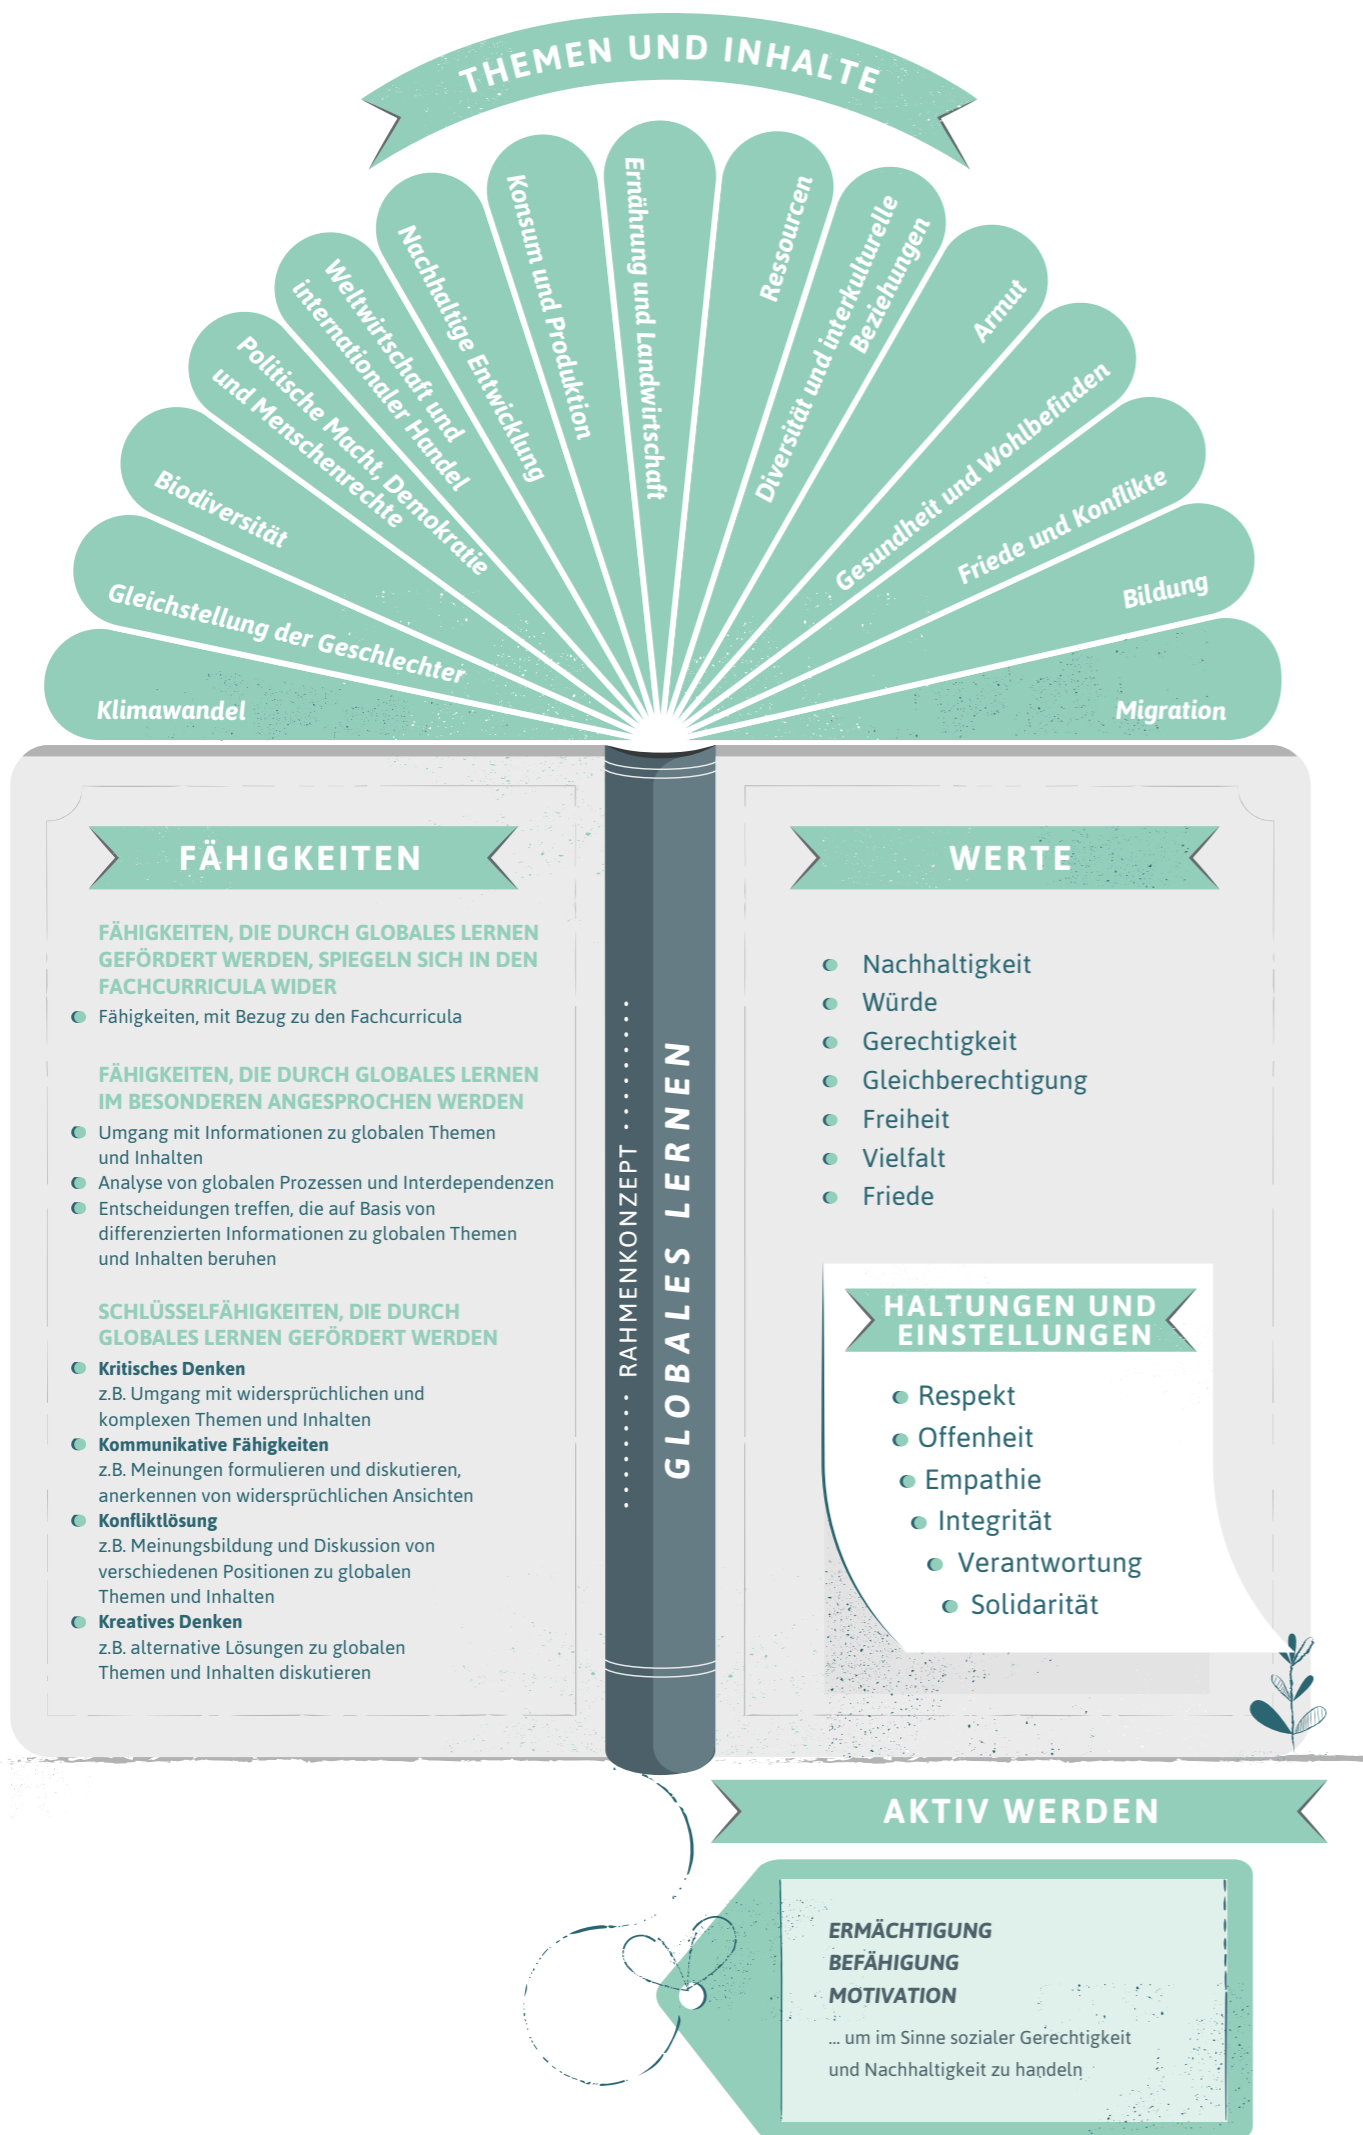 THEMEN UND INHALTE
Klimawandel
Gleichstellung der Geschlechter
Biodiversität
Politische Macht, Demokratie
und Menschenrechte
Weltwirtschaft und
internationaler Handel
Nachhaltige Entwicklung
Konsum und Produktion
Ernährung und Landwirtschaft
Ressourcen
Diversität und interkulturelle
Beziehungen
Armut
Gesundheit und Wohlbefinden
Friede und Konflikte
Bildung
Migration
FÄHIGKEITEN
FÄHIGKEITEN, DIE DURCH GLOBALES LERNEN
GEFÖRDERT WERDEN, SPIEGELN SICH IN DEN
FACHCURRICULA WIDER
Fähigkeiten, mit Bezug zu den Fachcurricula
FÄHIGKEITEN, DIE DURCH GLOBALES LERNEN
IM BESONDEREN ANGESPROCHEN WERDEN
Umgang mit Informationen zu globalen Themen
und Inhalten
Analyse von globalen Prozessen und Interdependenzen
Entscheidungen treffen, die auf Basis von
differenzierten Informationen zu globalen Themen
und Inhalten beruhen
SCHLÜSSELFÄHIGKEITEN, DIE DURCH
GLOBALES LERNEN GEFÖRDERT WERDEN
Kritisches Denken
z.B. Umgang mit widersprüchlichen und
komplexen Themen und Inhalten
Kommunikative Fähigkeiten
z.B. Meinungen formulieren und diskutieren,
anerkennen von widersprüchlichen Ansichten
Konfliktlösung
z.B. Meinungsbildung und Diskussion von
verschiedenen Positionen zu globalen
Themen und Inhalten
Kreatives Denken
z.B. alternative Lösungen zu globalen
Themen und Inhalten diskutieren
RAHMENKONZEPT
GLOBALES LERNEN
WERTE
Nachhaltigkeit
Würde
Gerechtigkeit
Gleichberechtigung
Freiheit
Vielfalt
Friede
HALTUNGEN UND
EINSTELLUNGEN
Respekt
Offenheit
Empathie
Integrität
Verantwortung
Solidarität
AKTIV WERDEN
ERMÄCHTIGUNG
BEFÄHIGUNG
MOTIVATION
... um im Sinne sozialer Gerechtigkeit
und Nachhaltigkeit zu handeln